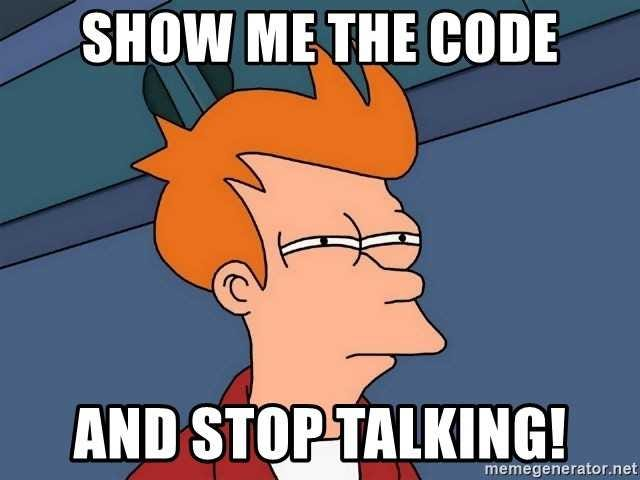 SHOW ME THE CODE
AND STOP TALKING!
memegenerator.net